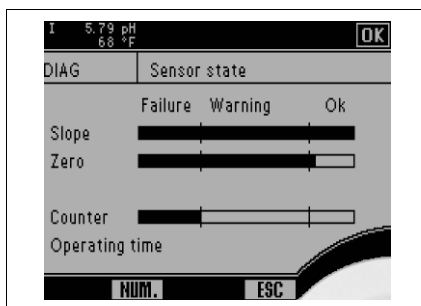 I 5.79 pH OK
68 °F
DIAG Sensor state
Failure Warning Ok
Slope
Zero
Counter
Operating time
NUM. ESC